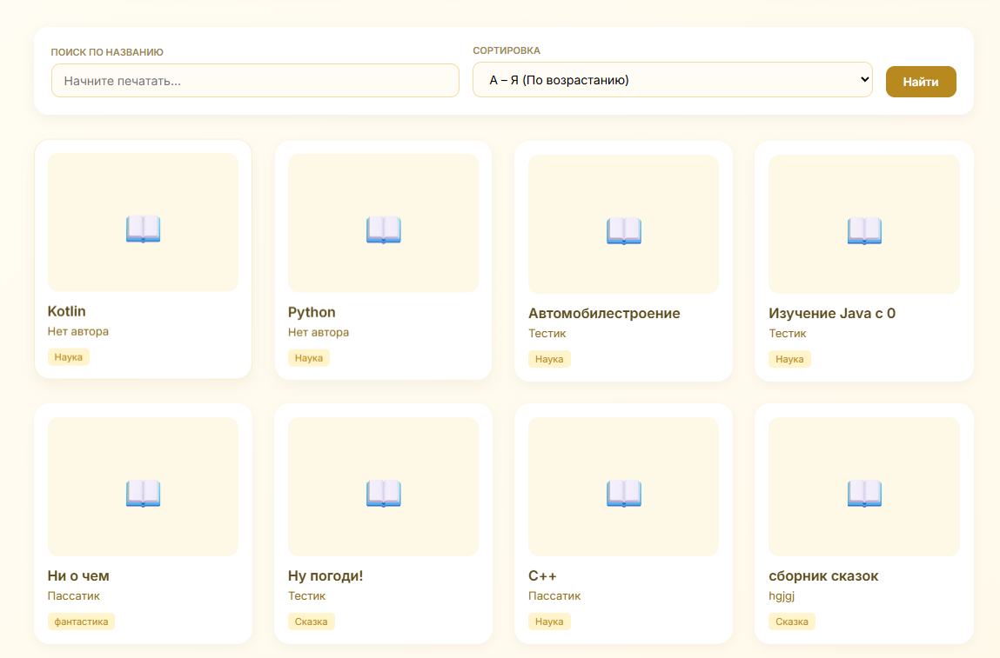 ПОИСК ПО НАЗВАНИЮ
СОРТИРОВКА
Начните печатать...
А – Я (По возрастанию)
Найти
Kotlin
Нет автора
Наука
Python
Нет автора
Наука
Автомобилестроение
Тестик
Наука
Изучение Java с 0
Тестик
Наука
Ни о чем
Пассатик
фантастика
Ну погоди!
Тестик
Сказка
С++
Пассатик
Наука
сборник сказок
hgjgj
Сказка